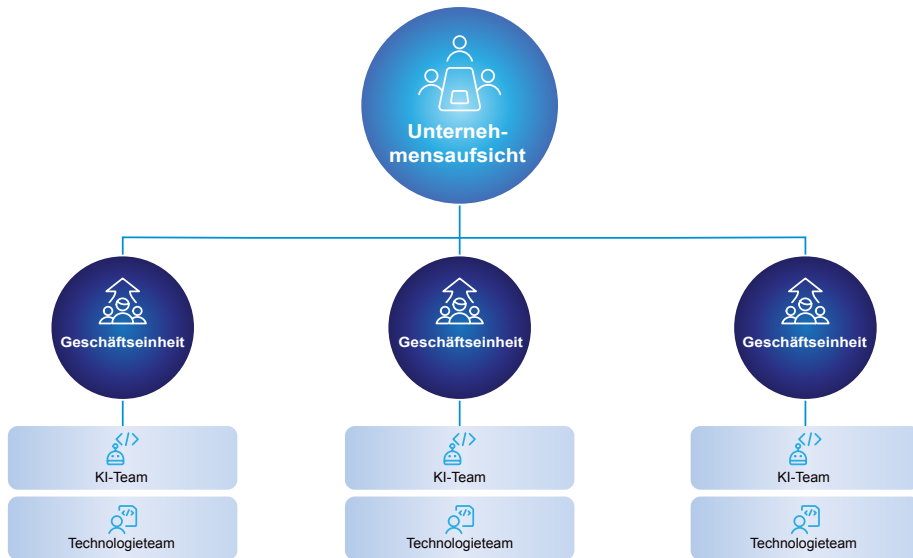 Unterneh-
mensaufsicht
Geschäftseinheit
Geschäftseinheit
Geschäftseinheit
</>
KI-Team
</>
KI-Team
</>
KI-Team
</>
Technologieteam
</>
Technologieteam
</>
Technologieteam